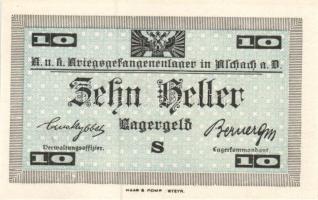 10 10
K.u.k. Kriegsgefangenenlager in Aschach a.D.
Zehn Heller
Lagergeld
S
Verwaltungsoffizier. Lagerkommandant.
10 10
HAAS & POMP STEYR.